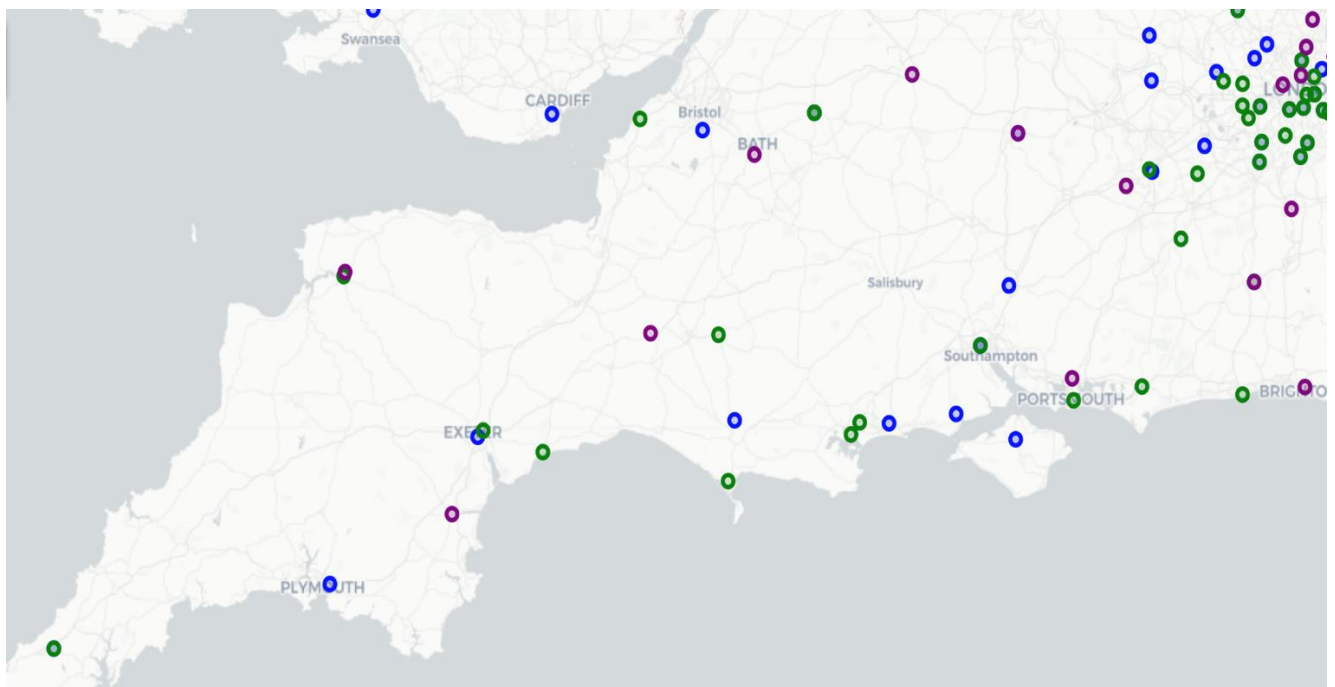 Swansea
CARDIFF
Bristol
BATH
Salisbury
Southampton
PORTSMOUTH
EXETER
PLYMOUTH